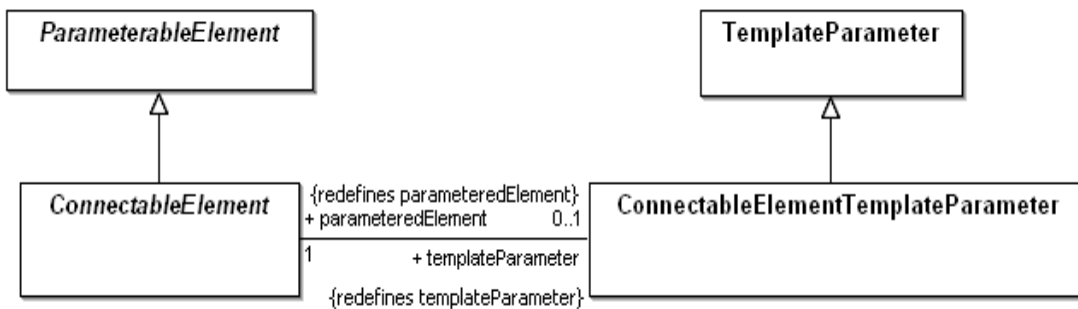 ParameterableElement
TemplateParameter
ConnectableElement
{redefines parameteredElement}
+ parameteredElement 0..1
1 + templateParameter
{redefines templateParameter}
ConnectableElementTemplateParameter